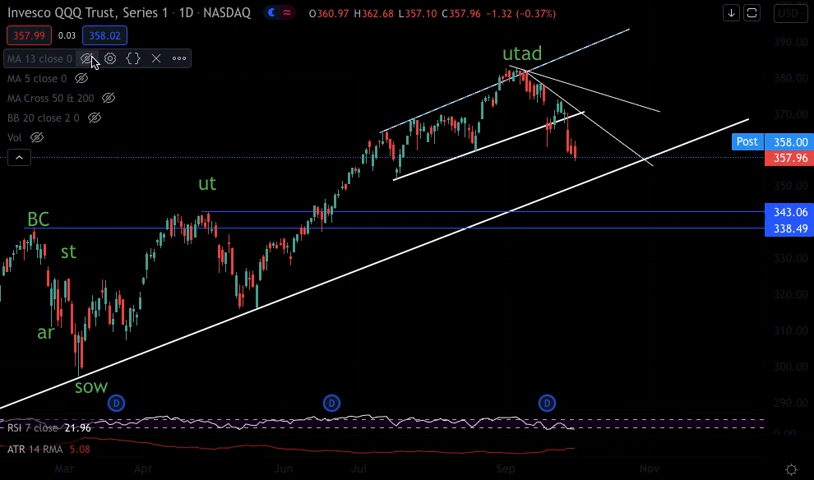 Invesco QQQ Trust, Series 1 · 1D · NASDAQ O360.97 H362.68 L357.10 C357.96 −1.32 (−0.37%)
USD
357.99 0.03 358.02
MA 13 close 0
MA 5 close 0
MA Cross 50 & 200
BB 20 close 2 0
Vol
utad
ut
BC
st
ar
sow
390.00
380.00
370.00
Post 358.00
357.96
350.00
343.06
338.49
330.00
320.00
310.00
300.00
290.00
D D D
RSI 7 close 21.96
ATR 14 RMA 5.08
Mar Apr Jun Jul Sep Nov